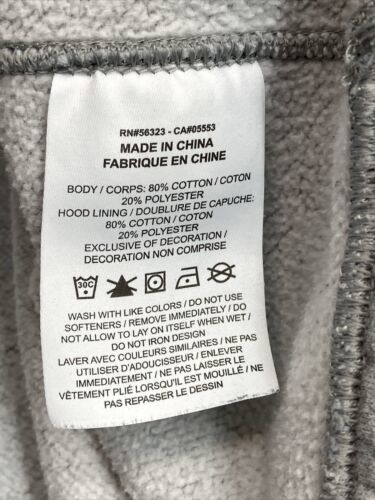 RN#56323 - CA#05553
MADE IN CHINA
FABRIQUE EN CHINE
BODY / CORPS: 80% COTTON / COTON
20% POLYESTER
HOOD LINING / DOUBLURE DE CAPUCHE:
80% COTTON / COTON
20% POLYESTER
EXCLUSIVE OF DECORATION /
DECORATION NON COMPRISE
30C
WASH WITH LIKE COLORS / DO NOT USE
SOFTENERS / REMOVE IMMEDIATELY / DO
NOT ALLOW TO LAY ON ITSELF WHEN WET /
DO NOT IRON DESIGN
LAVER AVEC COULEURS SIMILAIRES / NE PAS
UTILISER D'ADOUCISSEUR / ENLEVER
IMMÉDIATEMENT / NE PAS LAISSER LE
VÊTEMENT PLIÉ LORSQU'IL EST MOUILLÉ / NE
PAS REPASSER LE DESSIN